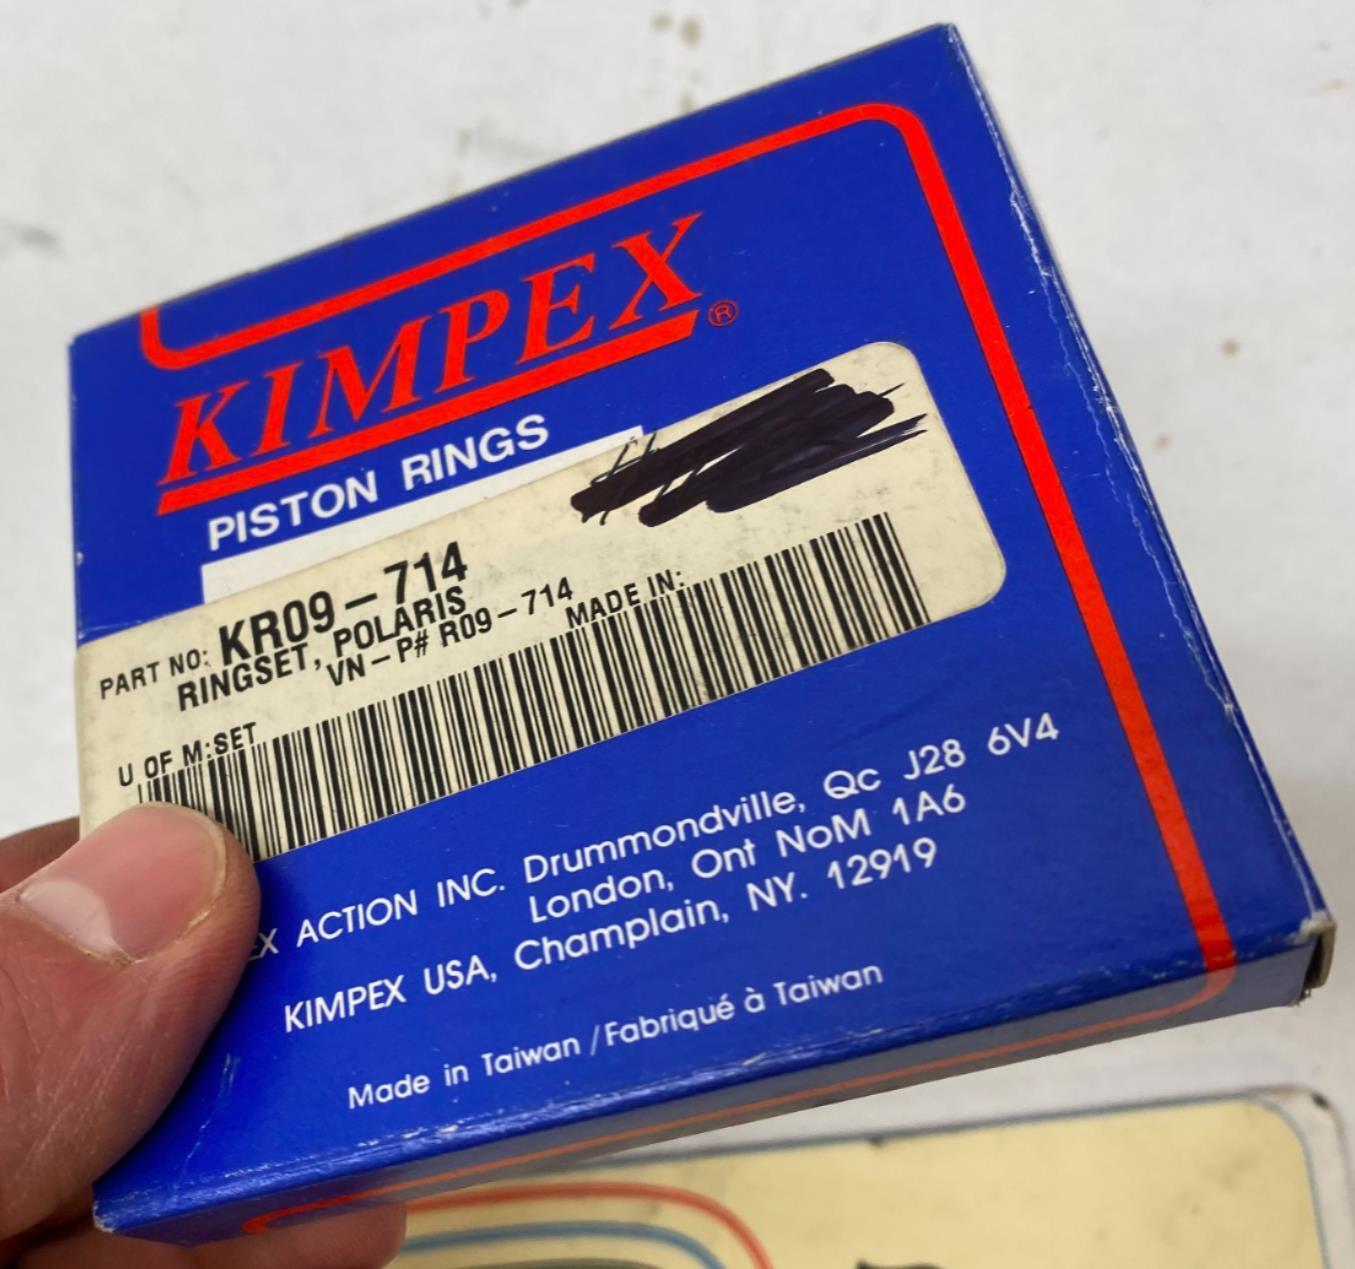 KIMPEX®
PISTON RINGS
PART NO: KR09-714
RINGSET, POLARIS
VN-P# R09-714
MADE IN:
U OF M:SET
EX ACTION INC. Drummondville, Qc J28 6V4
London, Ont NoM 1A6
KIMPEX USA, Champlain, NY. 12919
Made in Taiwan/Fabriqué à Taiwan